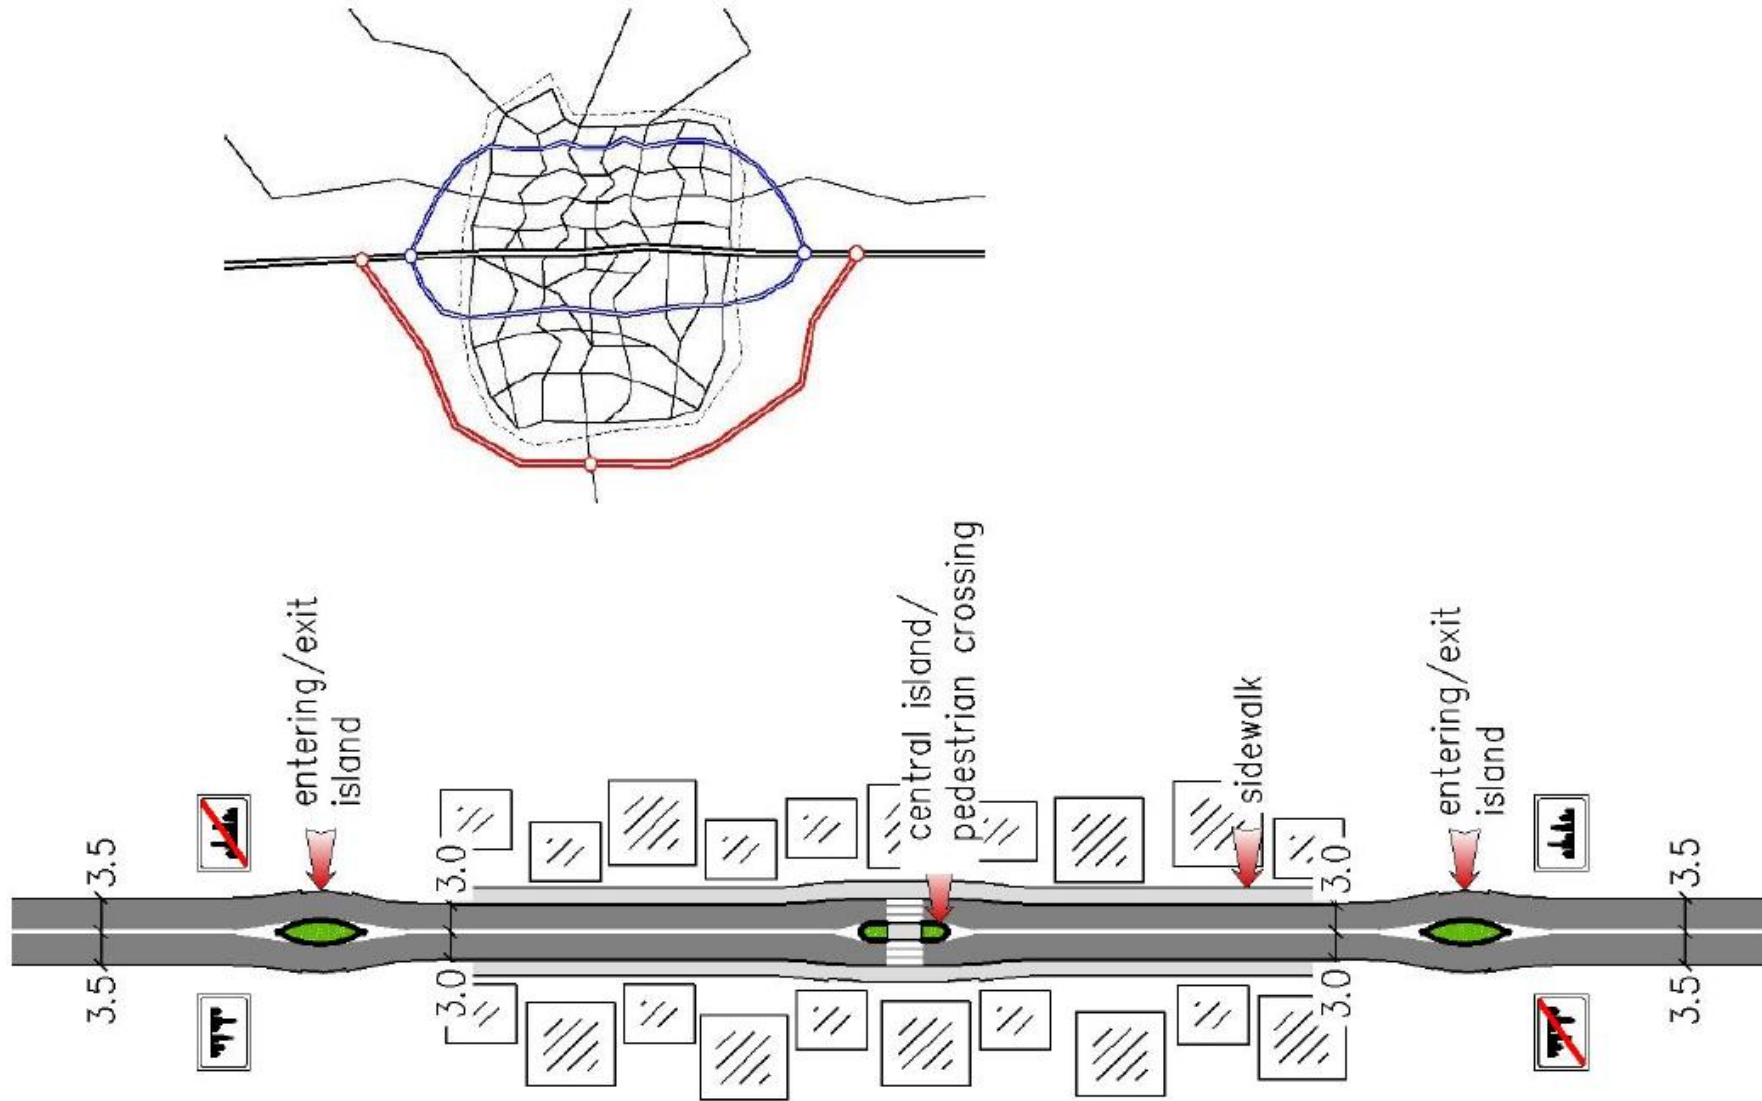 entering/exit
island
central island/
pedestrian crossing
sidewalk
entering/exit
island
3.5
3.0
3.0
3.5
3.5
3.0
3.0
3.5